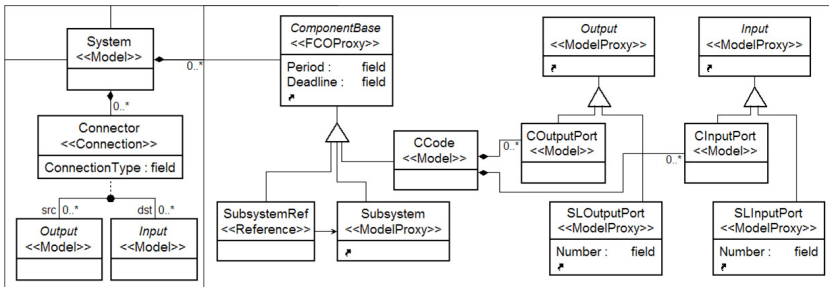 System
<<Model>>
0..*
0..*
Connector
<<Connection>>
ConnectionType : field
src 0..*
dst 0..*
Output
<<Model>>
Input
<<Model>>
ComponentBase
<<FCOProxy>>
Period : field
Deadline : field
SubsystemRef
<<Reference>>
Subsystem
<<ModelProxy>>
CCode
<<Model>>
0..*
0..*
Output
<<ModelProxy>>
COutputPort
<<Model>>
SLOutputPort
<<ModelProxy>>
Number : field
Input
<<ModelProxy>>
CInputPort
<<Model>>
SLInputPort
<<ModelProxy>>
Number : field